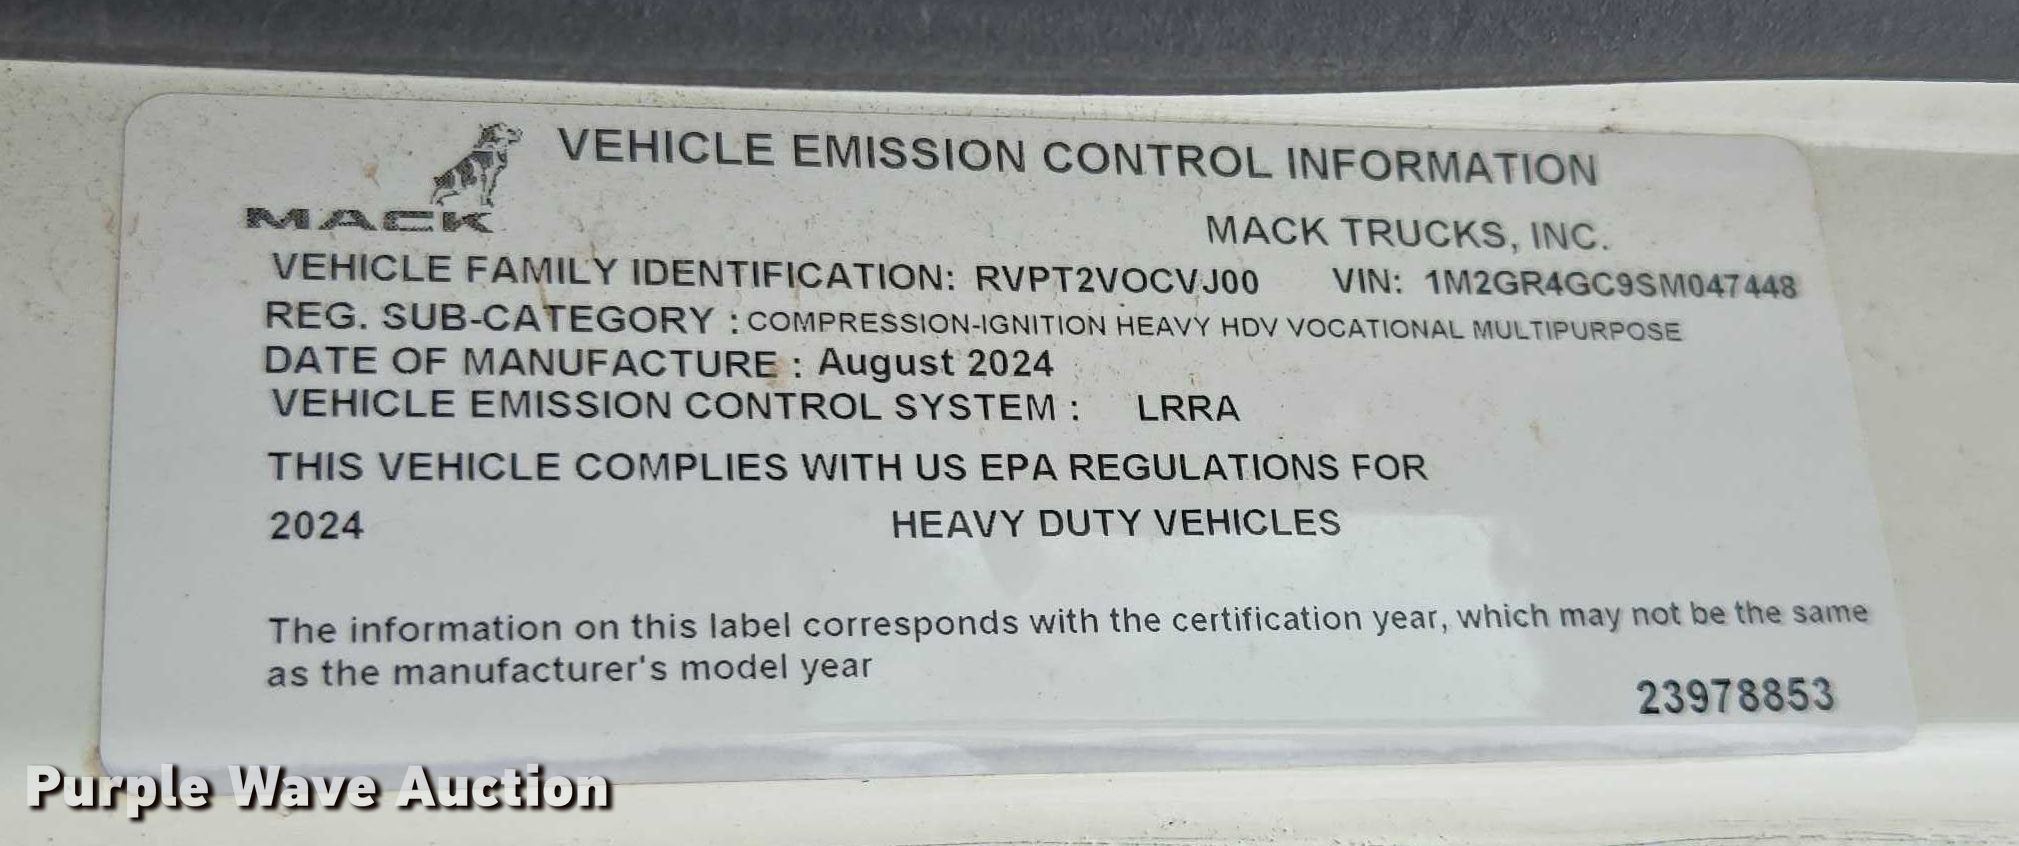 VEHICLE EMISSION CONTROL INFORMATION
MACK
MACK TRUCKS, INC.
VEHICLE FAMILY IDENTIFICATION: RVPT2VOCVJ00 VIN: 1M2GR4GC9SM047448
REG. SUB-CATEGORY : COMPRESSION-IGNITION HEAVY HDV VOCATIONAL MULTIPURPOSE
DATE OF MANUFACTURE : August 2024
VEHICLE EMISSION CONTROL SYSTEM : LRRA
THIS VEHICLE COMPLIES WITH US EPA REGULATIONS FOR
2024 HEAVY DUTY VEHICLES
The information on this label corresponds with the certification year, which may not be the same
as the manufacturer's model year
23978853
Purple Wave Auction